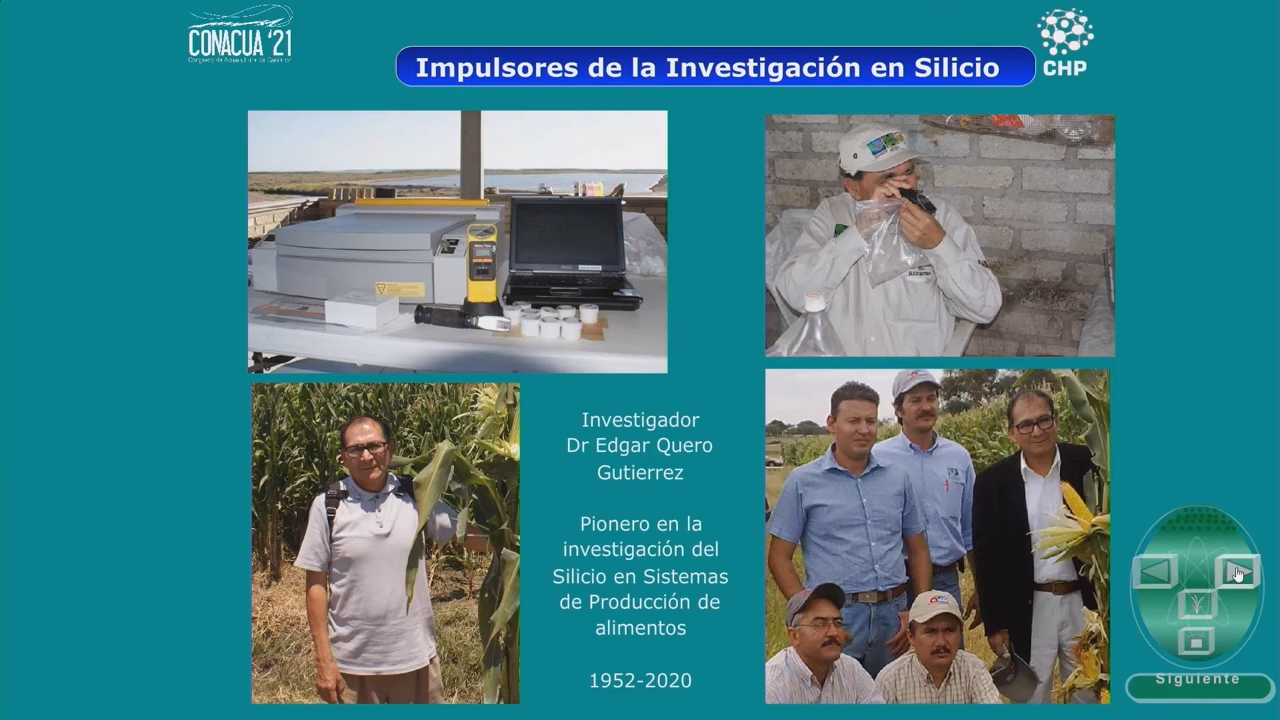 CONACUA '21
Impulsores de la Investigación en Silicio
CHP
Investigador
Dr Edgar Quero
Gutierrez
Pionero en la
investigación del
Silicio en Sistemas
de Producción de
alimentos
1952-2020
Siguiente